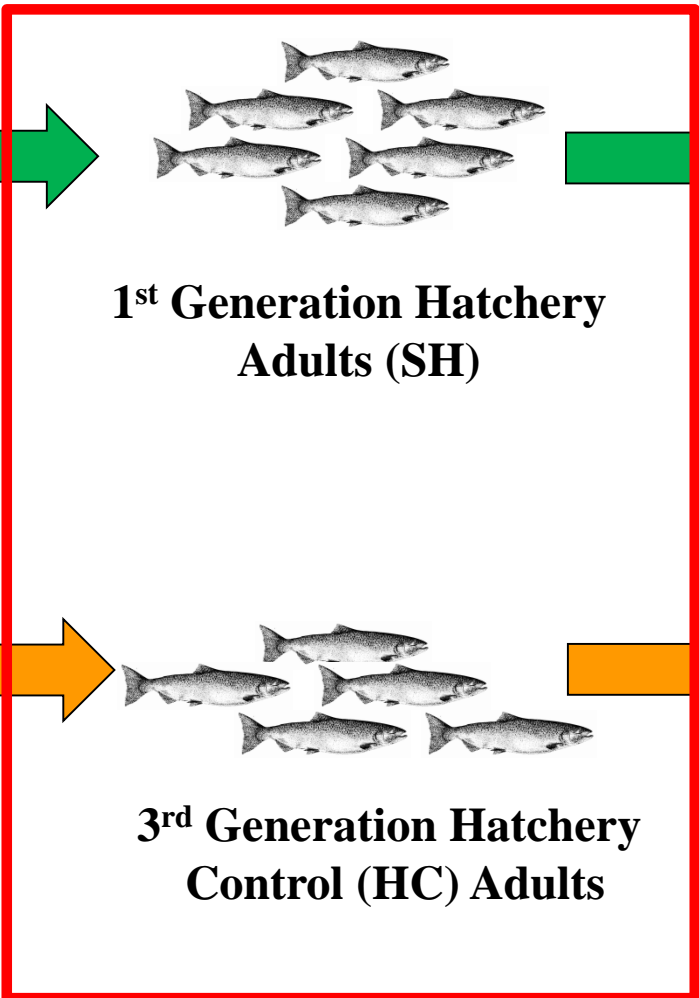 1st Generation Hatchery
Adults (SH)
3rd Generation Hatchery
Control (HC) Adults